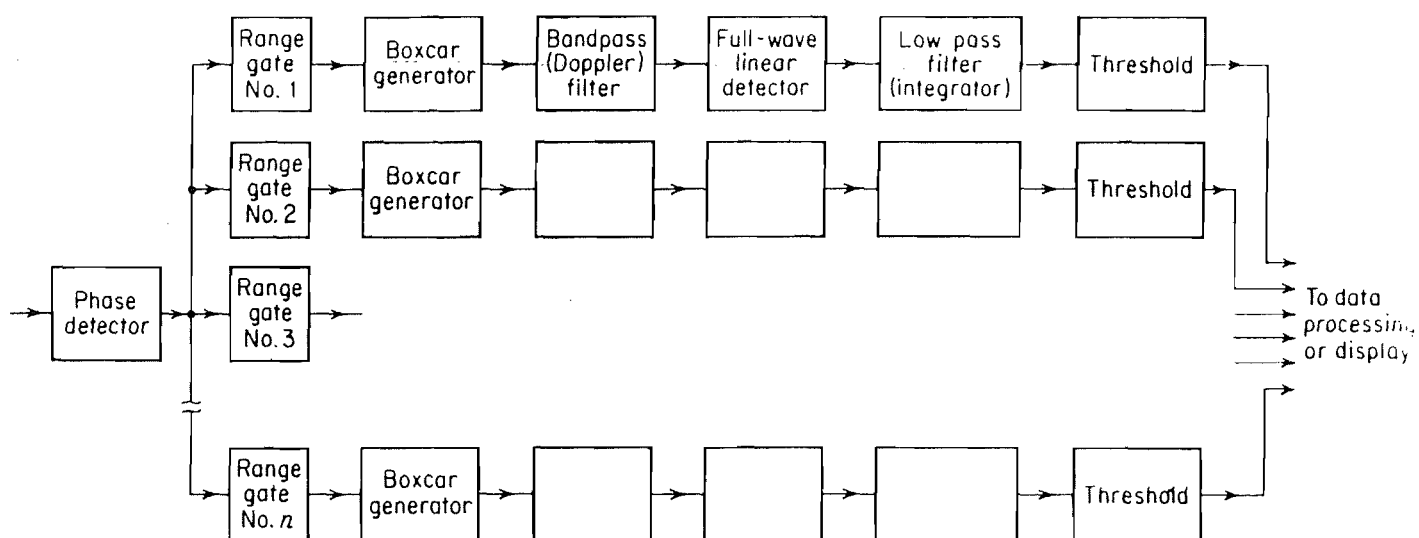 Range
gate
No. 1
Boxcar
generator
Bandpass
(Doppler)
filter
Full-wave
linear
detector
Low pass
filter
(integrator)
Threshold
Range
gate
No. 2
Boxcar
generator
Threshold
Phase
detector
Range
gate
No. 3
To data
processing
or display
Range
gate
No. n
Boxcar
generator
Threshold